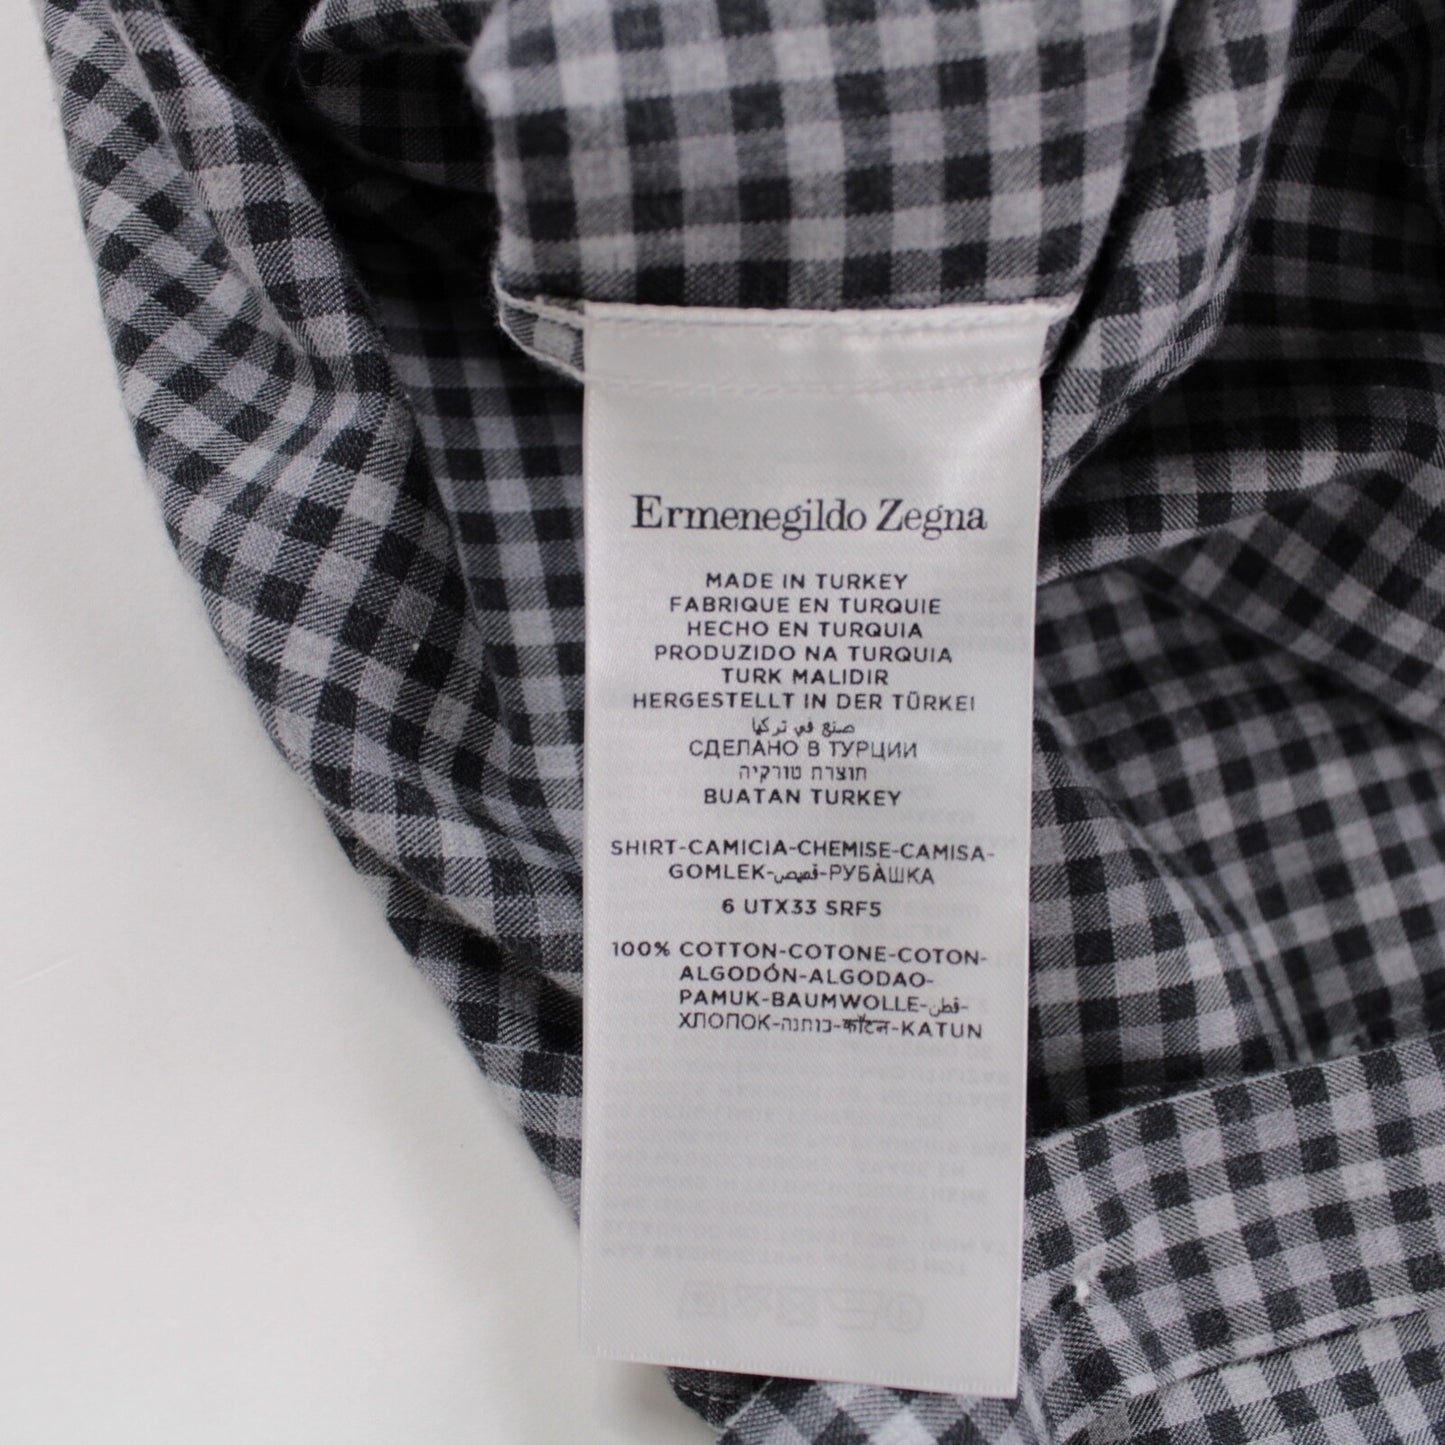 Ermenegildo Zegna
MADE IN TURKEY
FABRIQUE EN TURQUIE
HECHO EN TURQUIA
PRODUZIDO NA TURQUIA
TURK MALIDIR
HERGESTELLT IN DER TÜRKEI
صنع في تركيا
СДЕЛАНО В ТУРЦИИ
תוצרת טורקיה
BUATAN TURKEY
SHIRT-CAMICIA-CHEMISE-CAMISA-
GOMLEK-قميص-РУБÀШКА
6 UTX33 SRF5
100% COTTON-COTONE-COTON-
ALGODÓN-ALGODAO-
PAMUK-BAUMWOLLE-قطن-
ХЛОПОК-כותנה-कॉटन-KATUN